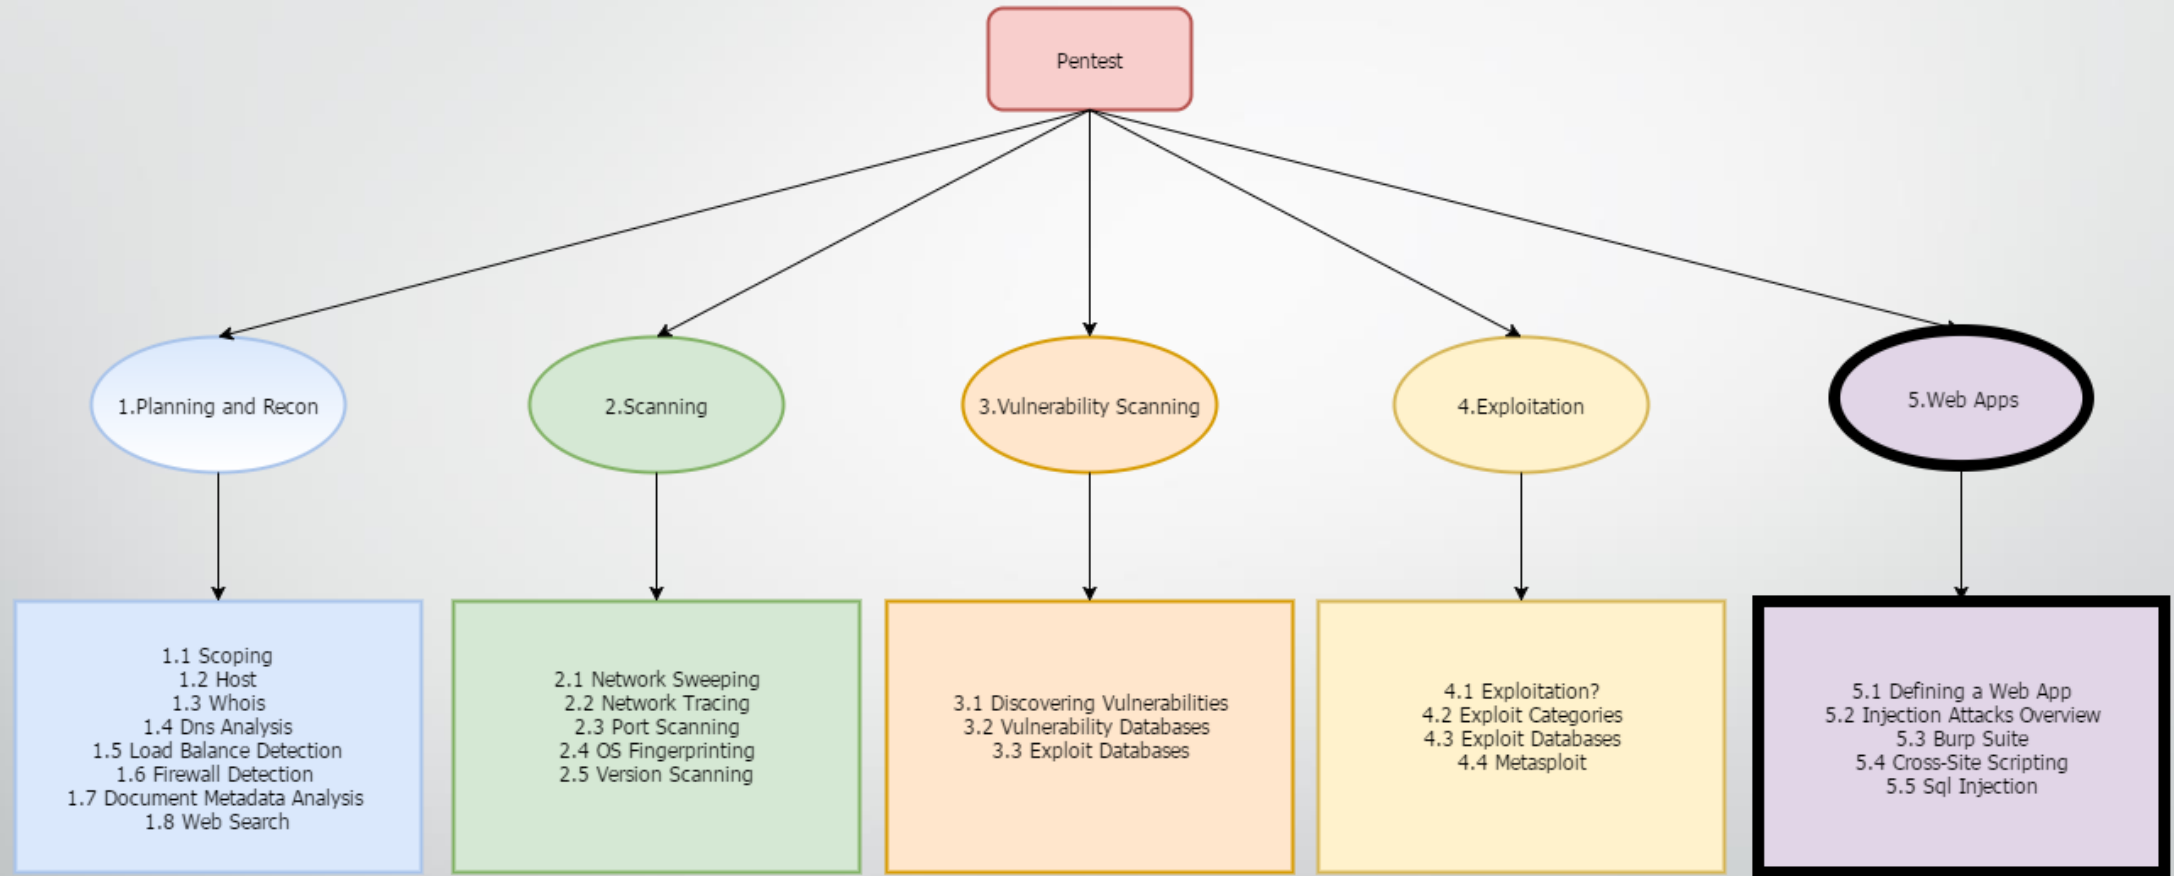 Pentest
1.Planning and Recon
2.Scanning
3.Vulnerability Scanning
4.Exploitation
5.Web Apps
1.1 Scoping
1.2 Host
1.3 Whois
1.4 Dns Analysis
1.5 Load Balance Detection
1.6 Firewall Detection
1.7 Document Metadata Analysis
1.8 Web Search
2.1 Network Sweeping
2.2 Network Tracing
2.3 Port Scanning
2.4 OS Fingerprinting
2.5 Version Scanning
3.1 Discovering Vulnerabilities
3.2 Vulnerability Databases
3.3 Exploit Databases
4.1 Exploitation?
4.2 Exploit Categories
4.3 Exploit Databases
4.4 Metasploit
5.1 Defining a Web App
5.2 Injection Attacks Overview
5.3 Burp Suite
5.4 Cross-Site Scripting
5.5 Sql Injection